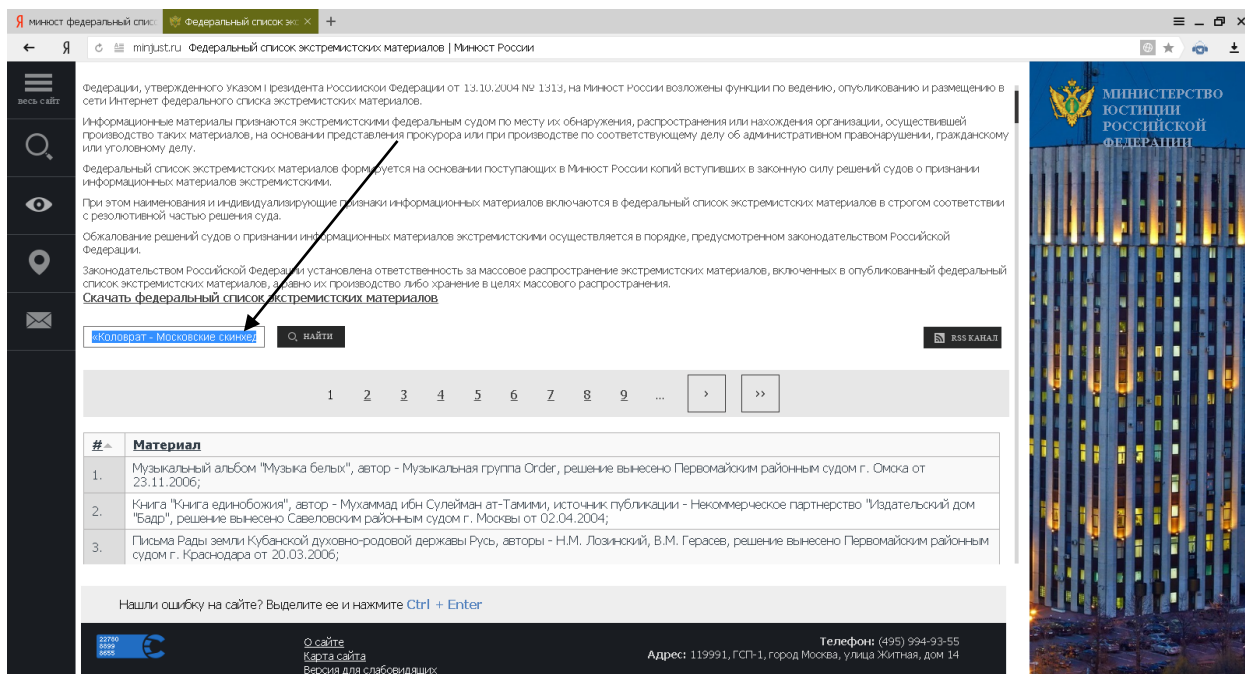 минюст федеральный спис
Федеральный список экс
minjust.ru Федеральный список экстремистских материалов | Минюст России
весь сайт
МИНИСТЕРСТВО
ЮСТИЦИИ
РОССИЙСКОЙ
ФЕДЕРАЦИИ
Федерации, утвержденного Указом Президента Российской Федерации от 13.10.2004 № 1313, на Минюст России возложены функции по ведению, опубликованию и размещению в
сети Интернет федерального списка экстремистских материалов.
Информационные материалы признаются экстремистскими федеральным судом по месту их обнаружения, распространения или нахождения организации, осуществившей
производство таких материалов, на основании представления прокурора или при производстве по соответствующему делу об административном правонарушении, гражданскому
или уголовному делу.
Федеральный список экстремистских материалов формируется на основании поступающих в Минюст России копий вступивших в законную силу решений судов о признании
информационных материалов экстремистскими.
При этом наименования и индивидуализирующие признаки информационных материалов включаются в федеральный список экстремистских материалов в строгом соответствии
с резолютивной частью решения суда.
Обжалование решений судов о признании информационных материалов экстремистскими осуществляется в порядке, предусмотренном законодательством Российской
Федерации.
Законодательством Российской Федерации установлена ответственность за массовое распространение экстремистских материалов, включенных в опубликованный федеральный
список экстремистских материалов, а равно их производство либо хранение в целях массового распространения.
Скачать федеральный список экстремистских материалов
«Коловрат - Московские скинхед
НАЙТИ
RSS КАНАЛ
1 2 3 4 5 6 7 8 9 ... › ››
# Материал
1. Музыкальный альбом "Музыка белых", автор - Музыкальная группа Order, решение вынесено Первомайским районным судом г. Омска от
23.11.2006;
2. Книга "Книга единобожия", автор - Мухаммад ибн Сулейман ат-Тамими, источник публикации - Некоммерческое партнерство "Издательский дом
"Бадр", решение вынесено Савеловским районным судом г. Москвы от 02.04.2004;
3. Письма Рады земли Кубанской духовно-родовой державы Русь, авторы - Н.М. Лозинский, В.М. Герасев, решение вынесено Первомайским районным
судом г. Краснодара от 20.03.2006;
Нашли ошибку на сайте? Выделите ее и нажмите Ctrl + Enter
22780
8699
8655
О сайте
Карта сайта
Версия для слабовидящих
Телефон: (495) 994-93-55
Адрес: 119991, ГСП-1, город Москва, улица Житная, дом 14